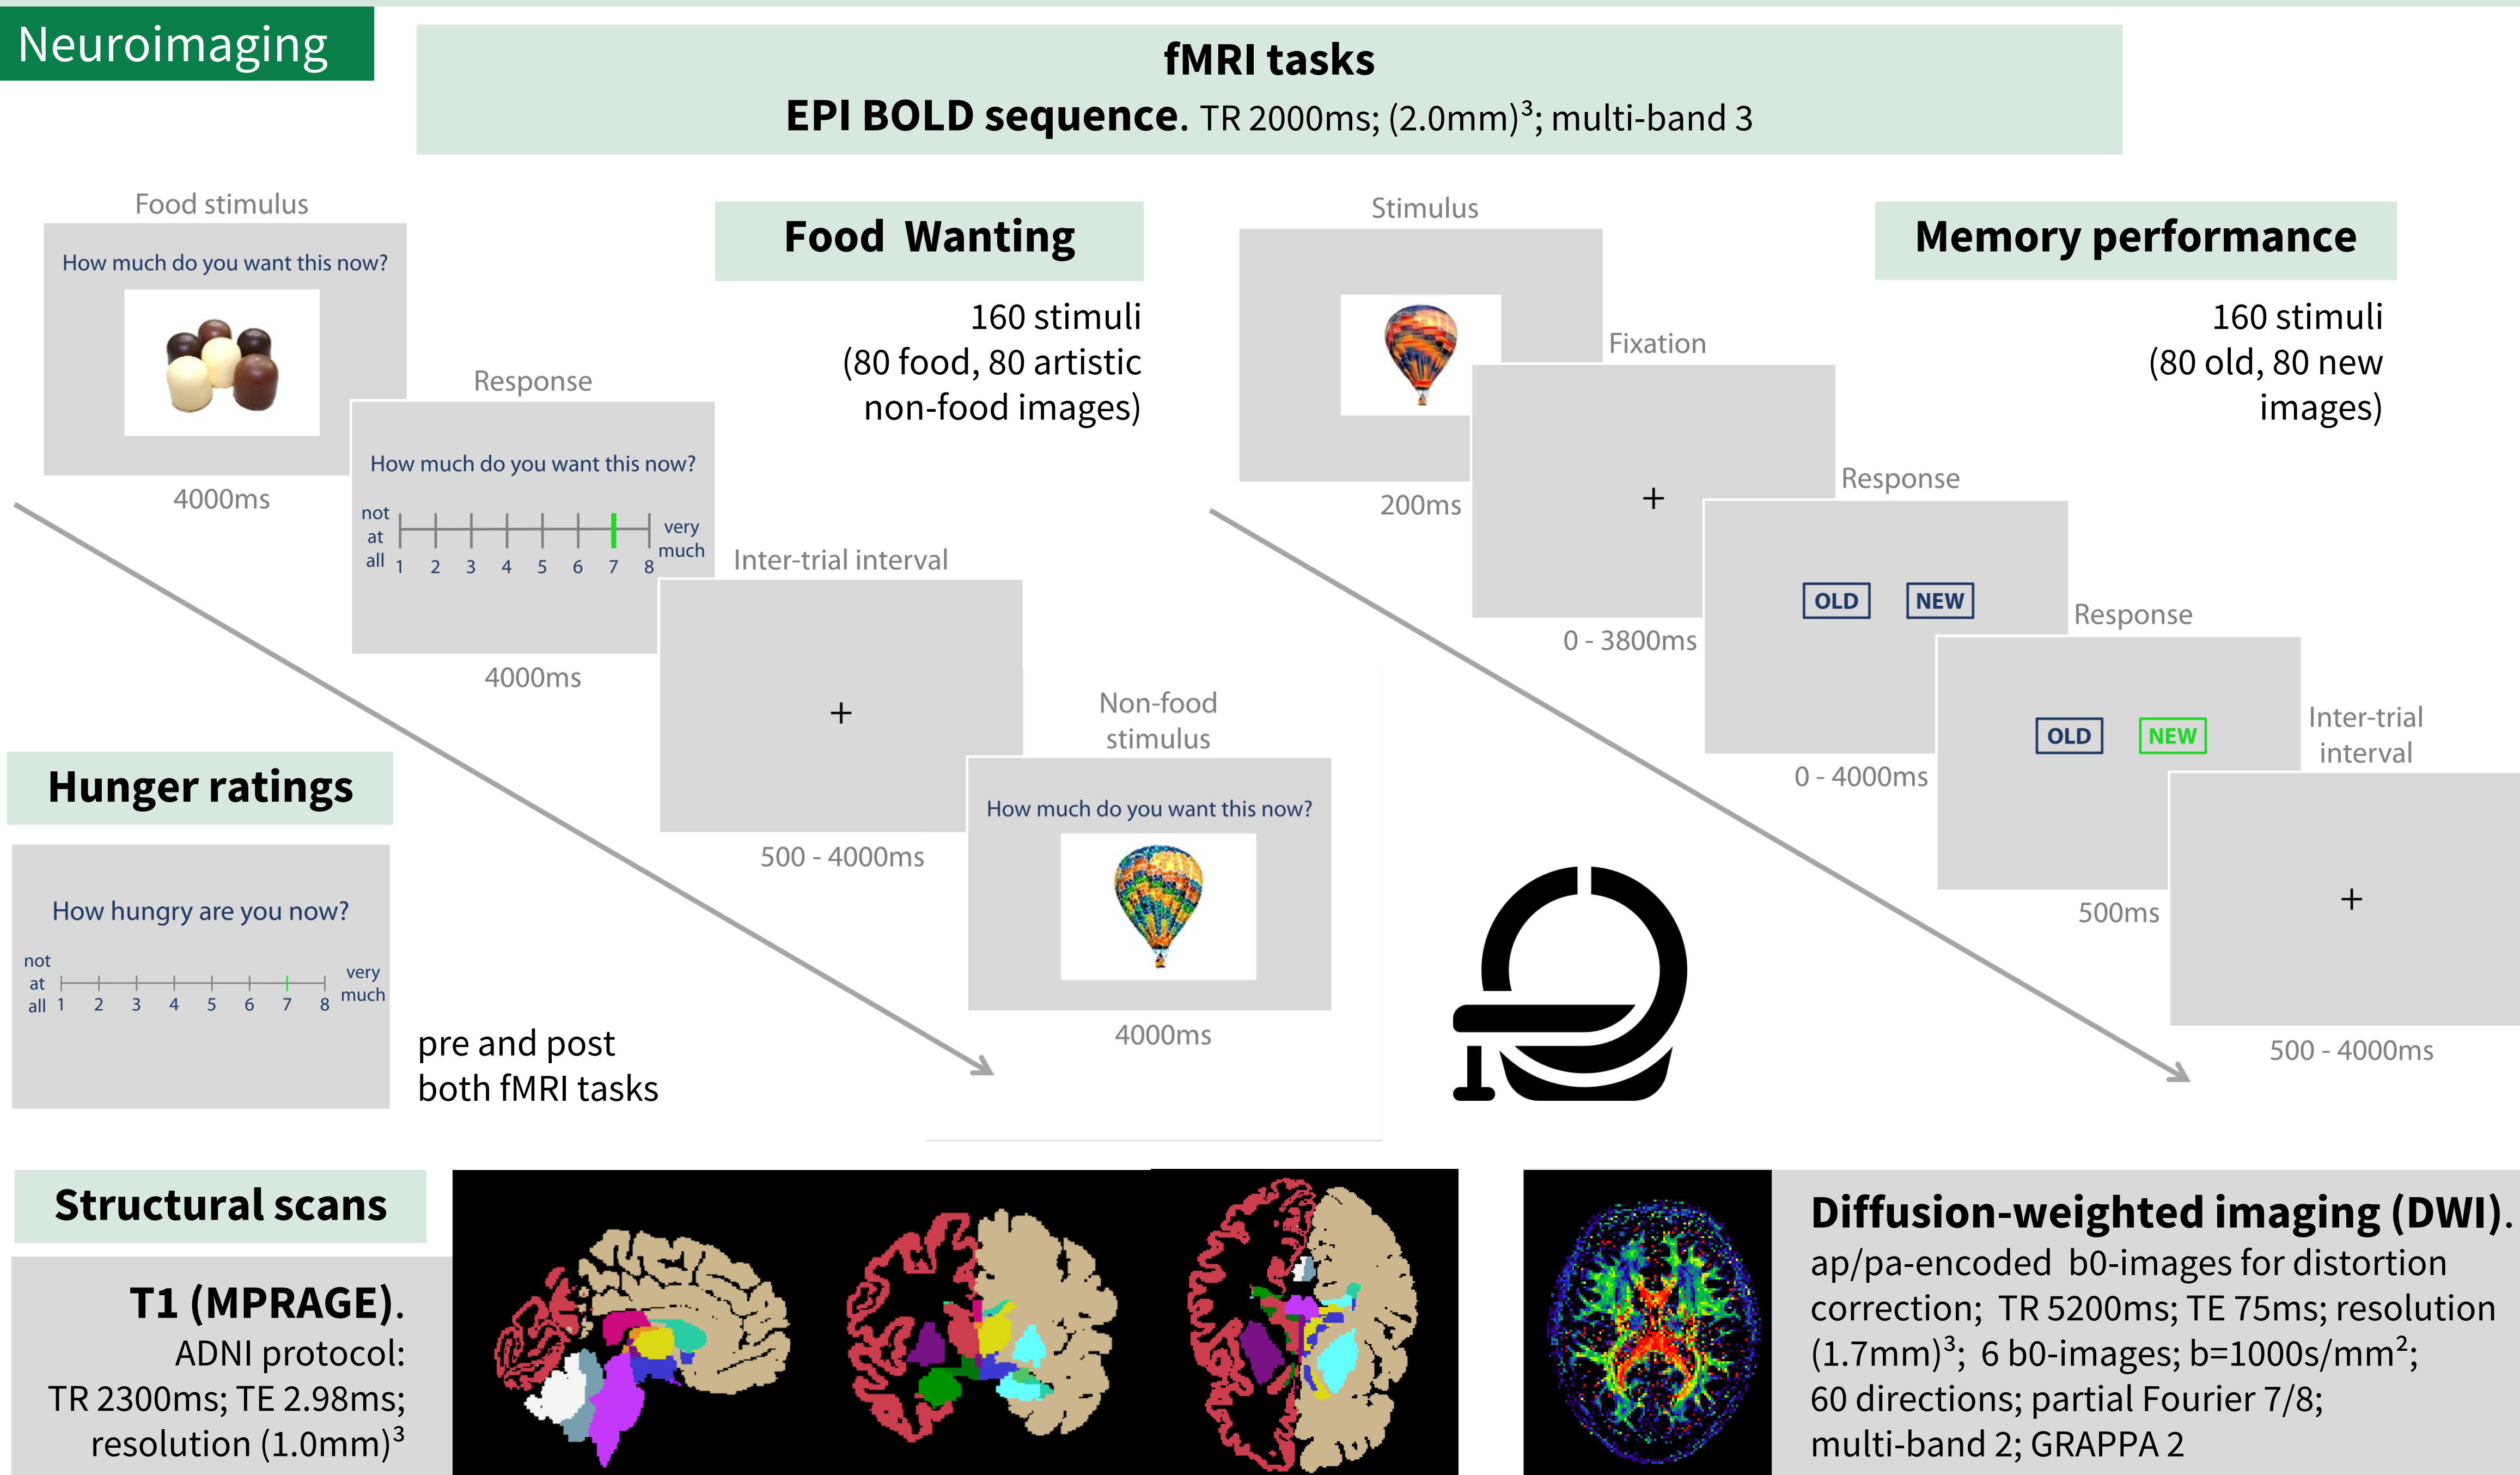 Neuroimaging
fMRI tasks
EPI BOLD sequence. TR 2000ms; (2.0mm)³; multi-band 3
Food stimulus
How much do you want this now?
4000ms
Response
How much do you want this now?
not
at
all
1 2 3 4 5 6 7 8
very
much
4000ms
Inter-trial interval
+
500 - 4000ms
Non-food
stimulus
How much do you want this now?
4000ms
Food Wanting
160 stimuli
(80 food, 80 artistic
non-food images)
Stimulus
200ms
Fixation
+
0 - 3800ms
Response
OLD NEW
0 - 4000ms
Response
OLD NEW
500ms
Inter-trial
interval
+
500 - 4000ms
Memory performance
160 stimuli
(80 old, 80 new
images)
Hunger ratings
How hungry are you now?
not
at
all
1 2 3 4 5 6 7 8
very
much
pre and post
both fMRI tasks
Structural scans
T1 (MPRAGE).
ADNI protocol:
TR 2300ms; TE 2.98ms;
resolution (1.0mm)³
Diffusion-weighted imaging (DWI).
ap/pa-encoded b0-images for distortion
correction; TR 5200ms; TE 75ms; resolution
(1.7mm)³; 6 b0-images; b=1000s/mm²;
60 directions; partial Fourier 7/8;
multi-band 2; GRAPPA 2